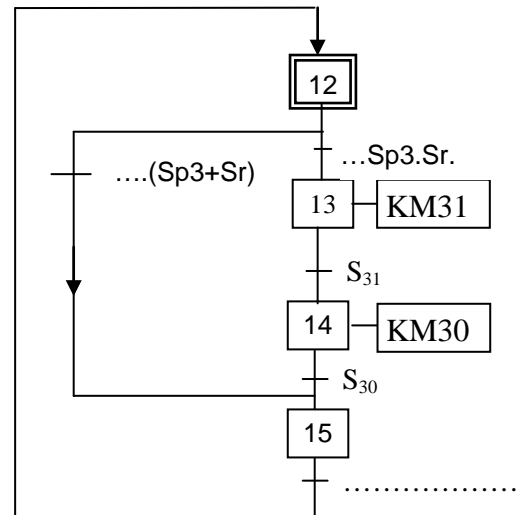 12
….(Sp3+Sr)
…Sp3.Sr.
13
KM31
S₃₁
14
KM30
S₃₀
15
………………